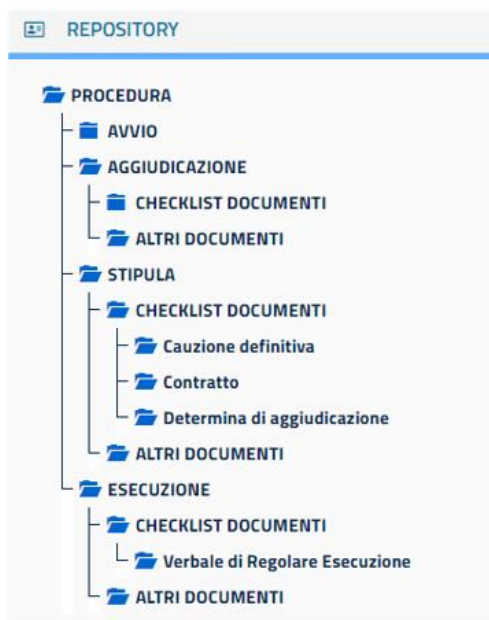 REPOSITORY
PROCEDURA
AVVIO
AGGIUDICAZIONE
CHECKLIST DOCUMENTI
ALTRI DOCUMENTI
STIPULA
CHECKLIST DOCUMENTI
Cauzione definitiva
Contratto
Determina di aggiudicazione
ALTRI DOCUMENTI
ESECUZIONE
CHECKLIST DOCUMENTI
Verbale di Regolare Esecuzione
ALTRI DOCUMENTI